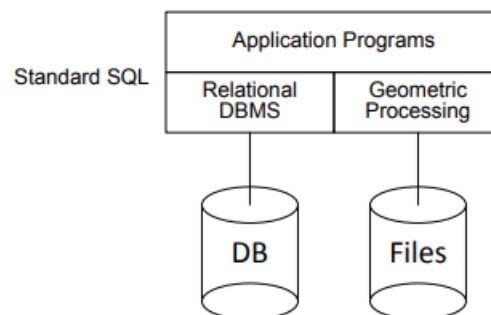 Application Programs
Standard SQL
Relational
DBMS
Geometric
Processing
DB
Files